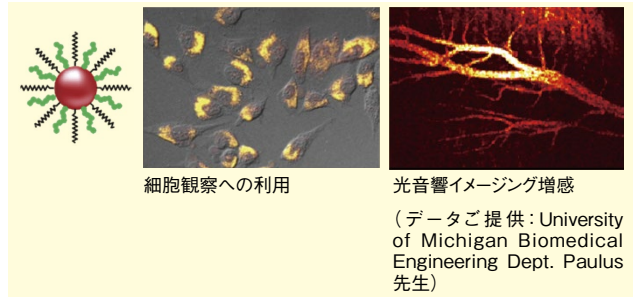 細胞観察への利用
光音響イメージング増感
（データご提供：University
of Michigan Biomedical
Engineering Dept. Paulus
先生）